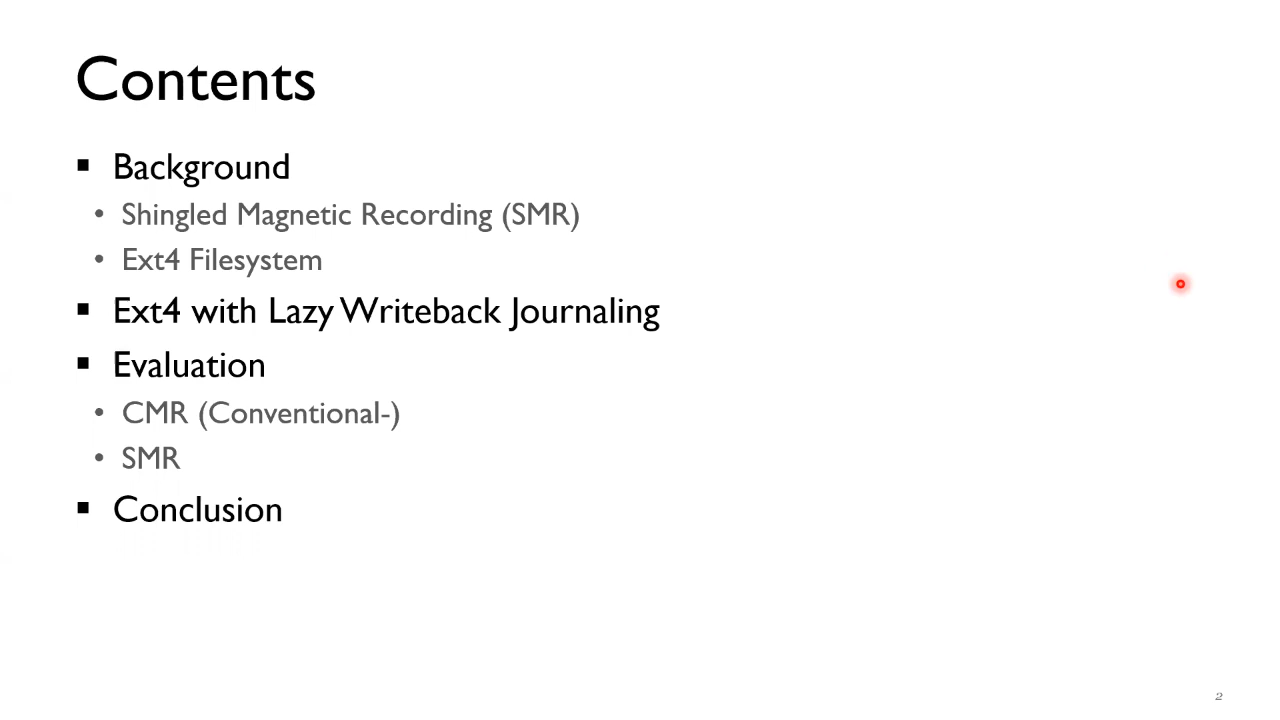 Contents
▪ Background
• Shingled Magnetic Recording (SMR)
• Ext4 Filesystem
▪ Ext4 with Lazy Writeback Journaling
▪ Evaluation
• CMR (Conventional-)
• SMR
▪ Conclusion
2